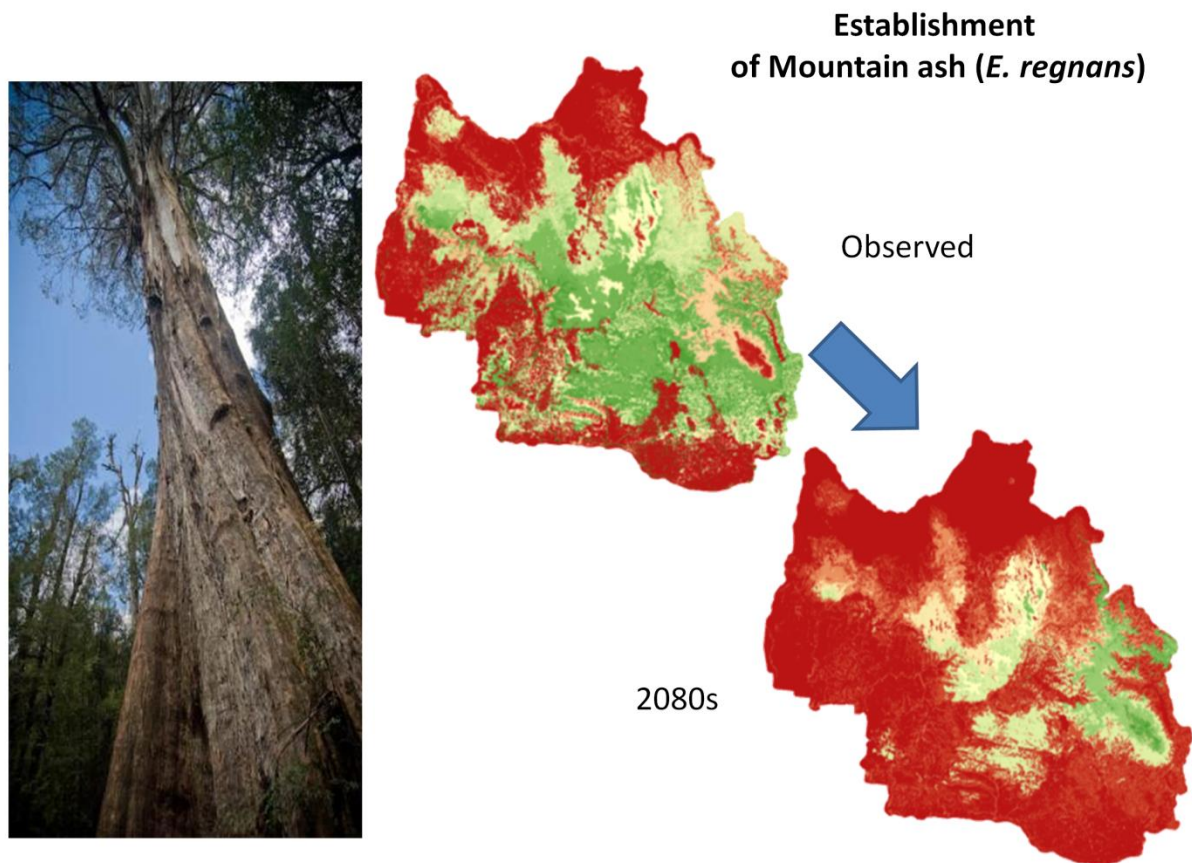 Establishment
of Mountain ash (E. regnans)
Observed
2080s